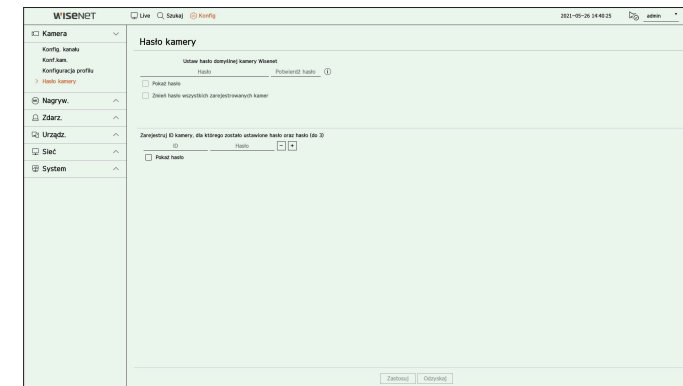 WISENET
Live Szukaj Konfig
2021-05-26 14:40:25 admin
Kamera
Konfig. kanału
Konf.kam.
Konfiguracja profilu
> Hasło kamery
Nagryw.
Zdarz.
Urządz.
Sieć
System
Hasło kamery
Ustaw hasło domyślnej kamery Wisenet
Hasło Potwierdź hasło
Pokaż hasło
Zmień hasło wszystkich zarejestrowanych kamer
Zarejestruj ID kamery, dla którego zostało ustawione hasło oraz hasło (do 3)
ID Hasło - +
Pokaż hasło
Zastosuj Odzyskaj